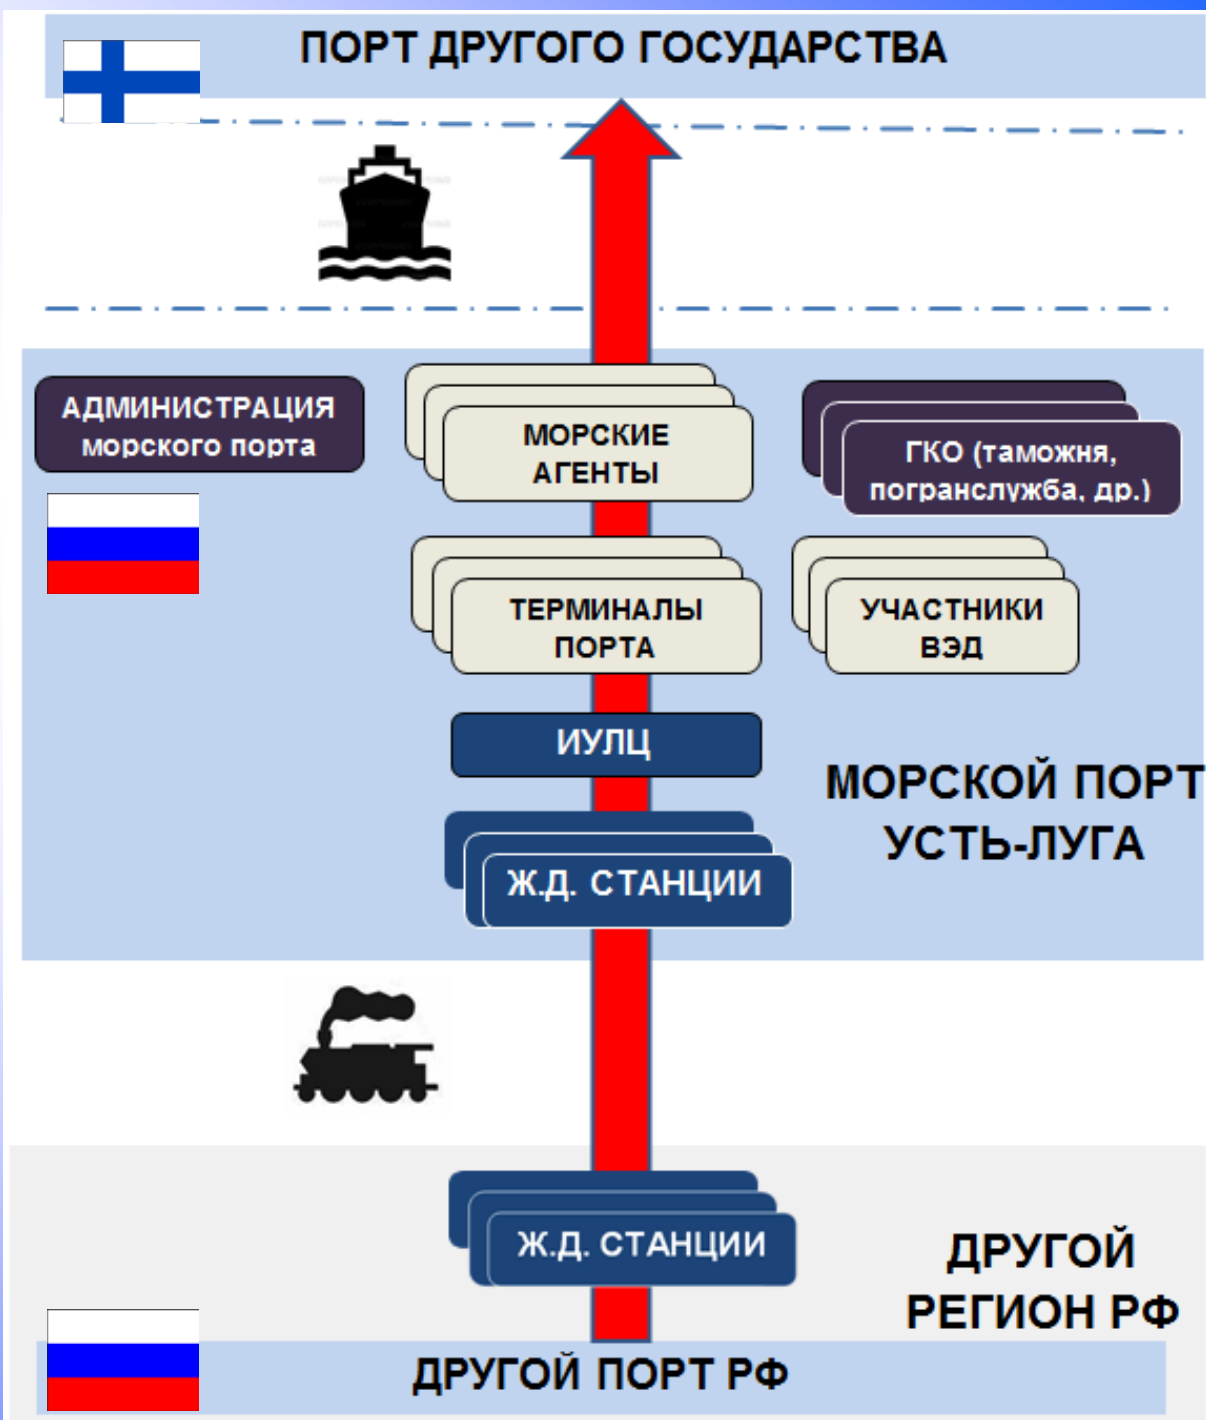 ПОРТ ДРУГОГО ГОСУДАРСТВА
АДМИНИСТРАЦИЯ
морского порта
МОРСКИЕ
АГЕНТЫ
ГКО (таможня,
погранслужба, др.)
ТЕРМИНАЛЫ
ПОРТА
УЧАСТНИКИ
ВЭД
ИУЛЦ
МОРСКОЙ ПОРТ
УСТЬ-ЛУГА
Ж.Д. СТАНЦИИ
Ж.Д. СТАНЦИИ
ДРУГОЙ
РЕГИОН РФ
ДРУГОЙ ПОРТ РФ